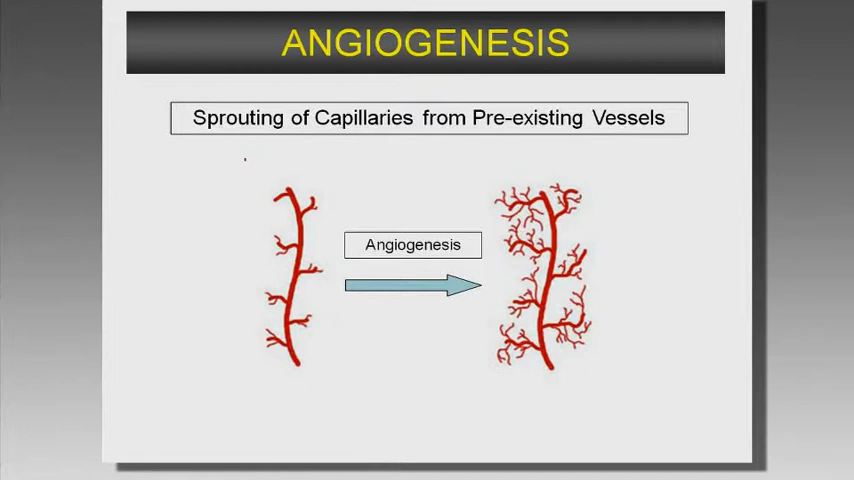 ANGIOGENESIS
Sprouting of Capillaries from Pre-existing Vessels
Angiogenesis